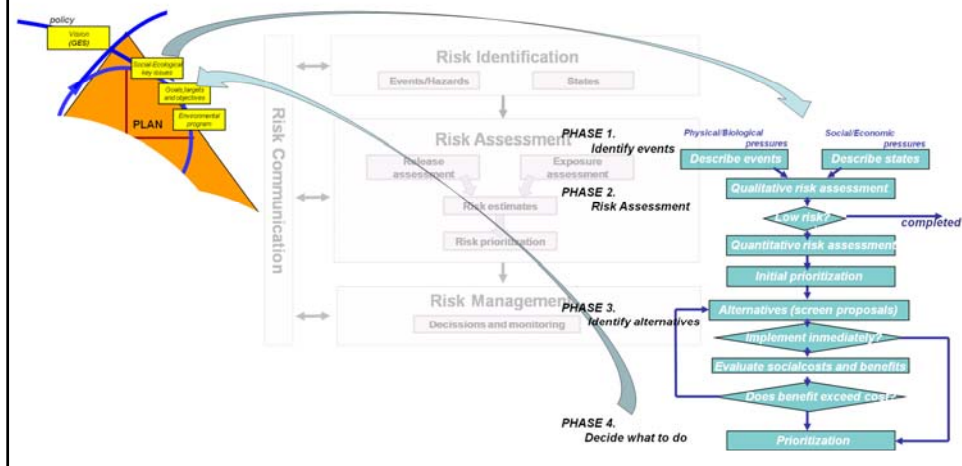 policy
Vision
(GES)
Social-Ecological
key issues
Goals,targets
and objectives
Environmental
program
PLAN
Risk Communication
Risk Identification
Events/Hazards
States
Risk Assessment
Release
assessment
Exposure
assessment
Risk estimates
Risk prioritization
Risk Management
Decissions and monitoring
PHASE 1.
Identify events
PHASE 2.
Risk Assessment
PHASE 3.
Identify alternatives
PHASE 4.
Decide what to do
Physical/Biological
pressures
Social/Economic
pressures
Describe events
Describe states
Qualitative risk assessment
Low risk?
completed
Quantitative risk assessment
Initial prioritization
Alternatives (screen proposals)
Implement inmediately?
Evaluate socialcosts and benefits
Does benefit exceed cost?
Prioritization